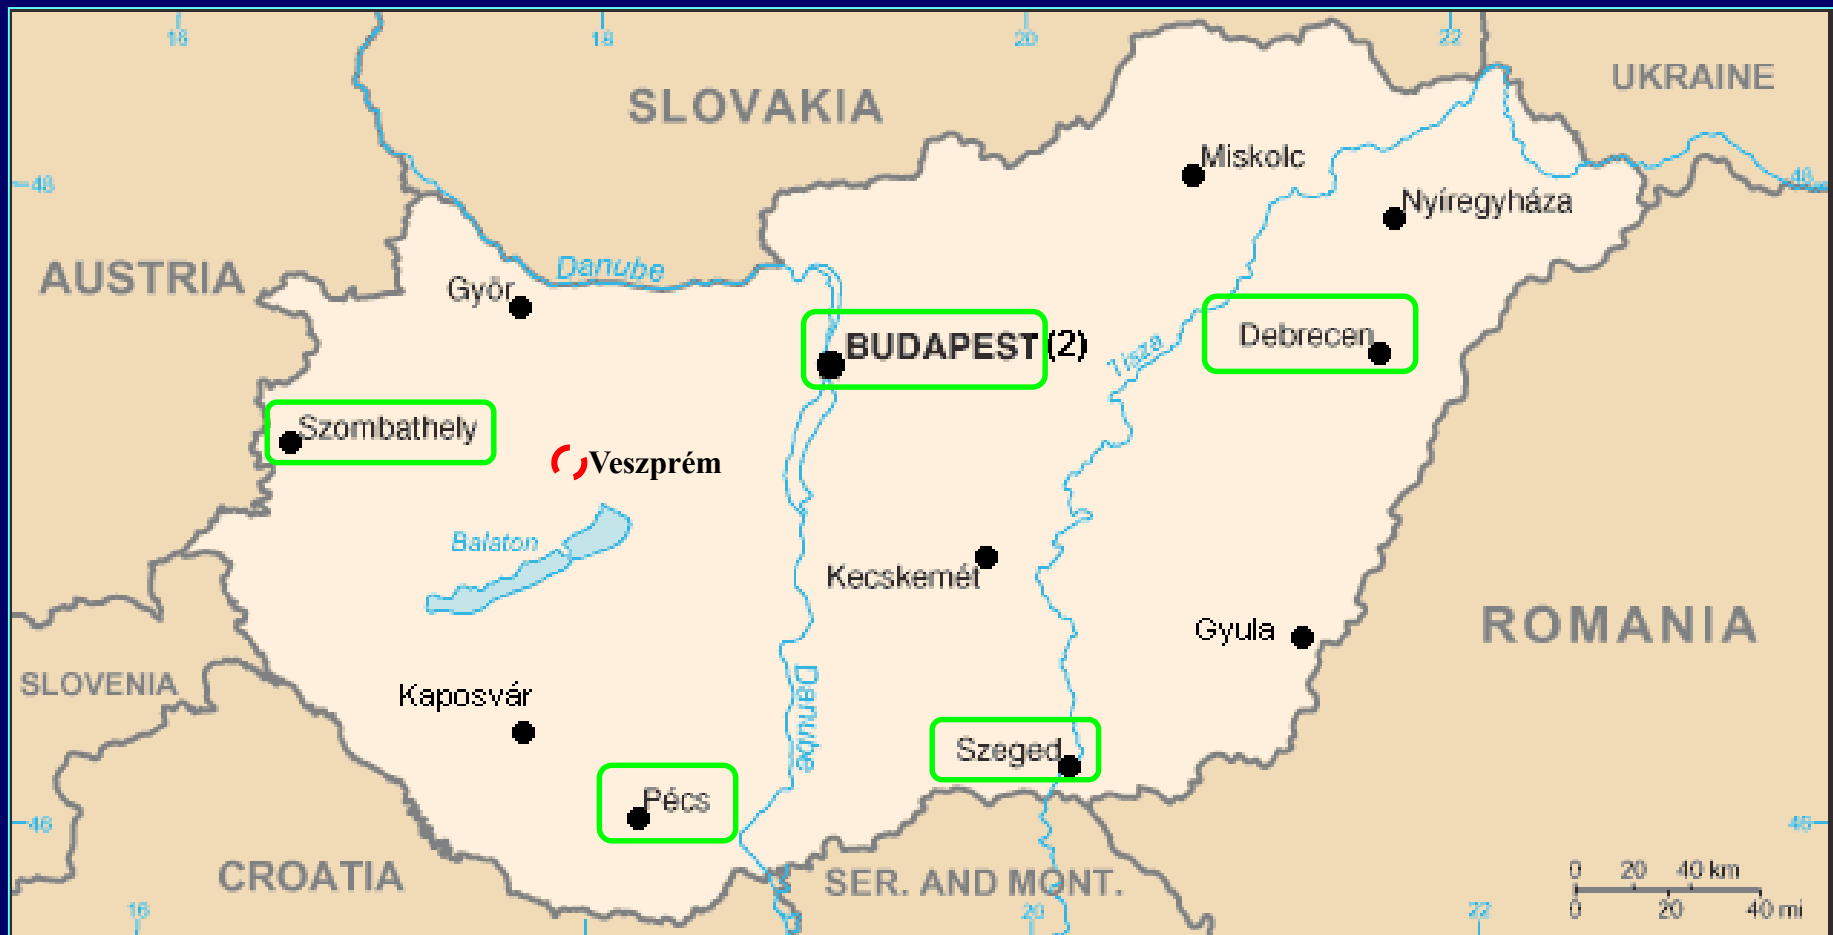 16
18
20
22
UKRAINE
SLOVAKIA
Miskolc
48
48
Nyíregyháza
AUSTRIA
Danube
Györ
BUDAPEST (2)
Debrecen
Tisza
Szombathely
Veszprém
Balaton
Kecskemét
Gyula
ROMANIA
SLOVENIA
Kaposvár
Danube
Szeged
Pécs
46
46
CROATIA
SER. AND MONT.
0 20 40 km
0 20 40 mi
16
20
22